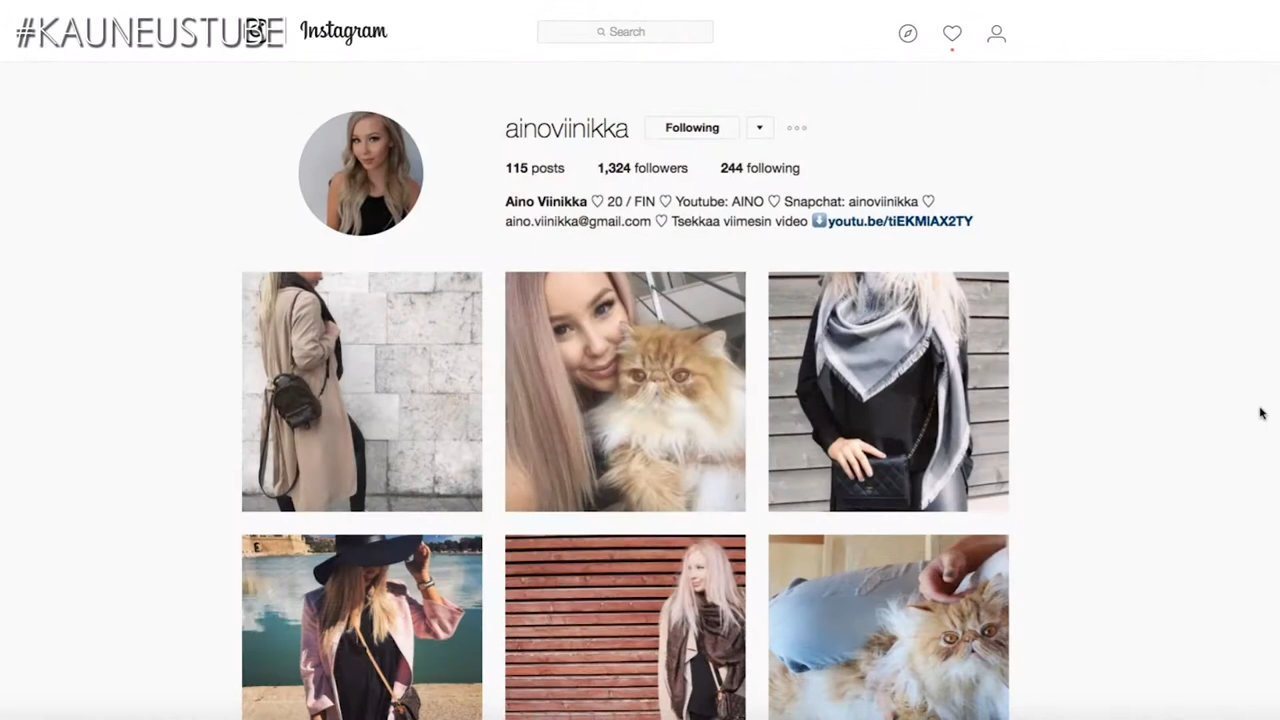 #KAUNEUSTUBE
Instagram
Search
ainoviinikka Following
115 posts 1,324 followers 244 following
Aino Viinikka ♡ 20 / FIN ♡ Youtube: AINO ♡ Snapchat: ainoviinikka ♡
aino.viinikka@gmail.com ♡ Tsekkaa viimesin video ⬇️youtu.be/tiEKMlAX2TY